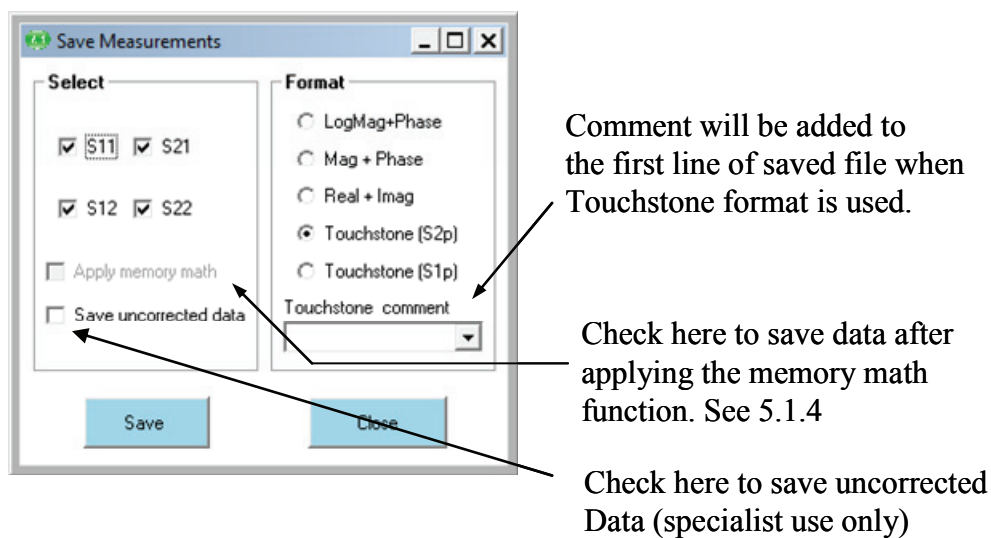 Save Measurements
Select
S11 S21
S12 S22
Apply memory math
Save uncorrected data
Format
LogMag+Phase
Mag + Phase
Real + Imag
Touchstone (S2p)
Touchstone (S1p)
Touchstone comment
Save
Close
Comment will be added to
the first line of saved file when
Touchstone format is used.
Check here to save data after
applying the memory math
function. See 5.1.4
Check here to save uncorrected
Data (specialist use only)